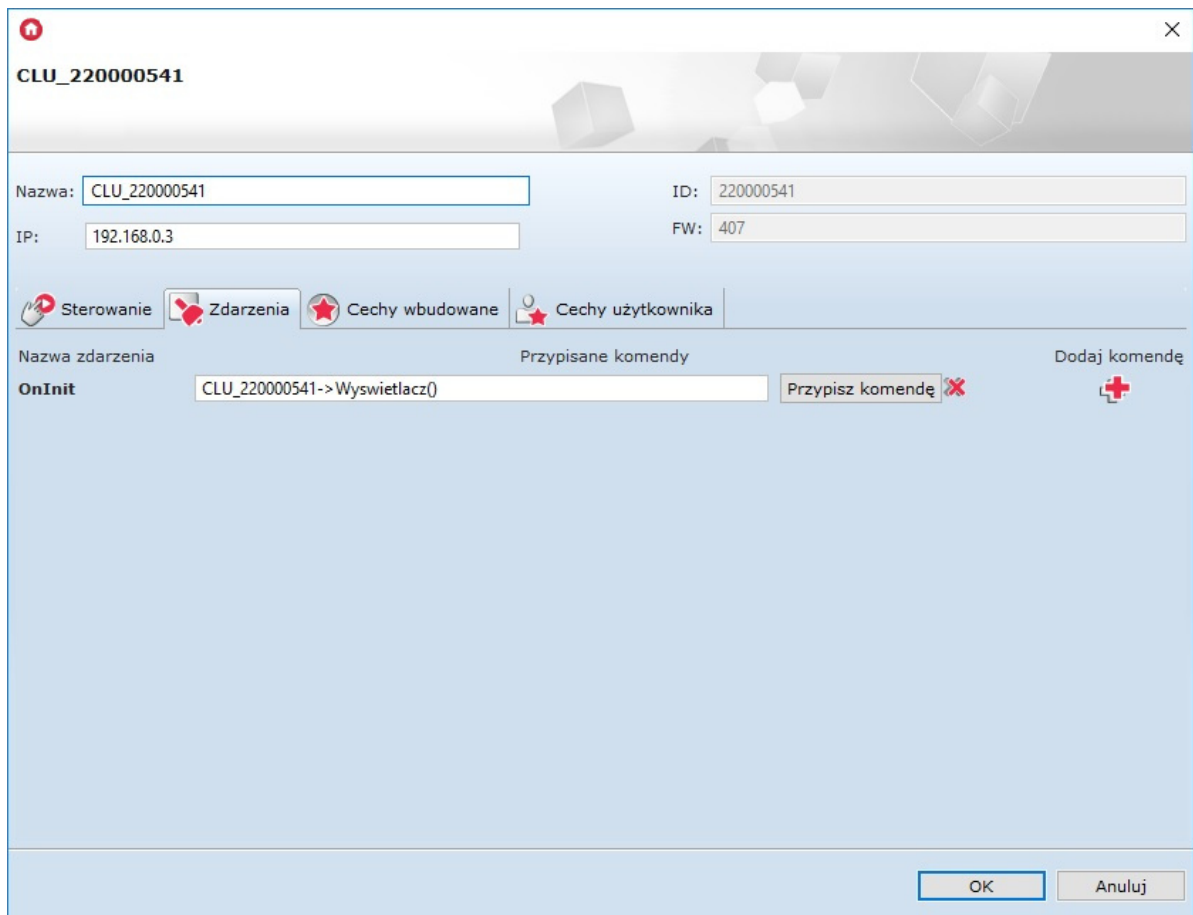 CLU_220000541
Nazwa: CLU_220000541 ID: 220000541
IP: 192.168.0.3 FW: 407
Sterowanie Zdarzenia Cechy wbudowane Cechy użytkownika
Nazwa zdarzenia Przypisane komendy Dodaj komendę
OnInit CLU_220000541->Wyswietlacz() Przypisz komendę
OK Anuluj